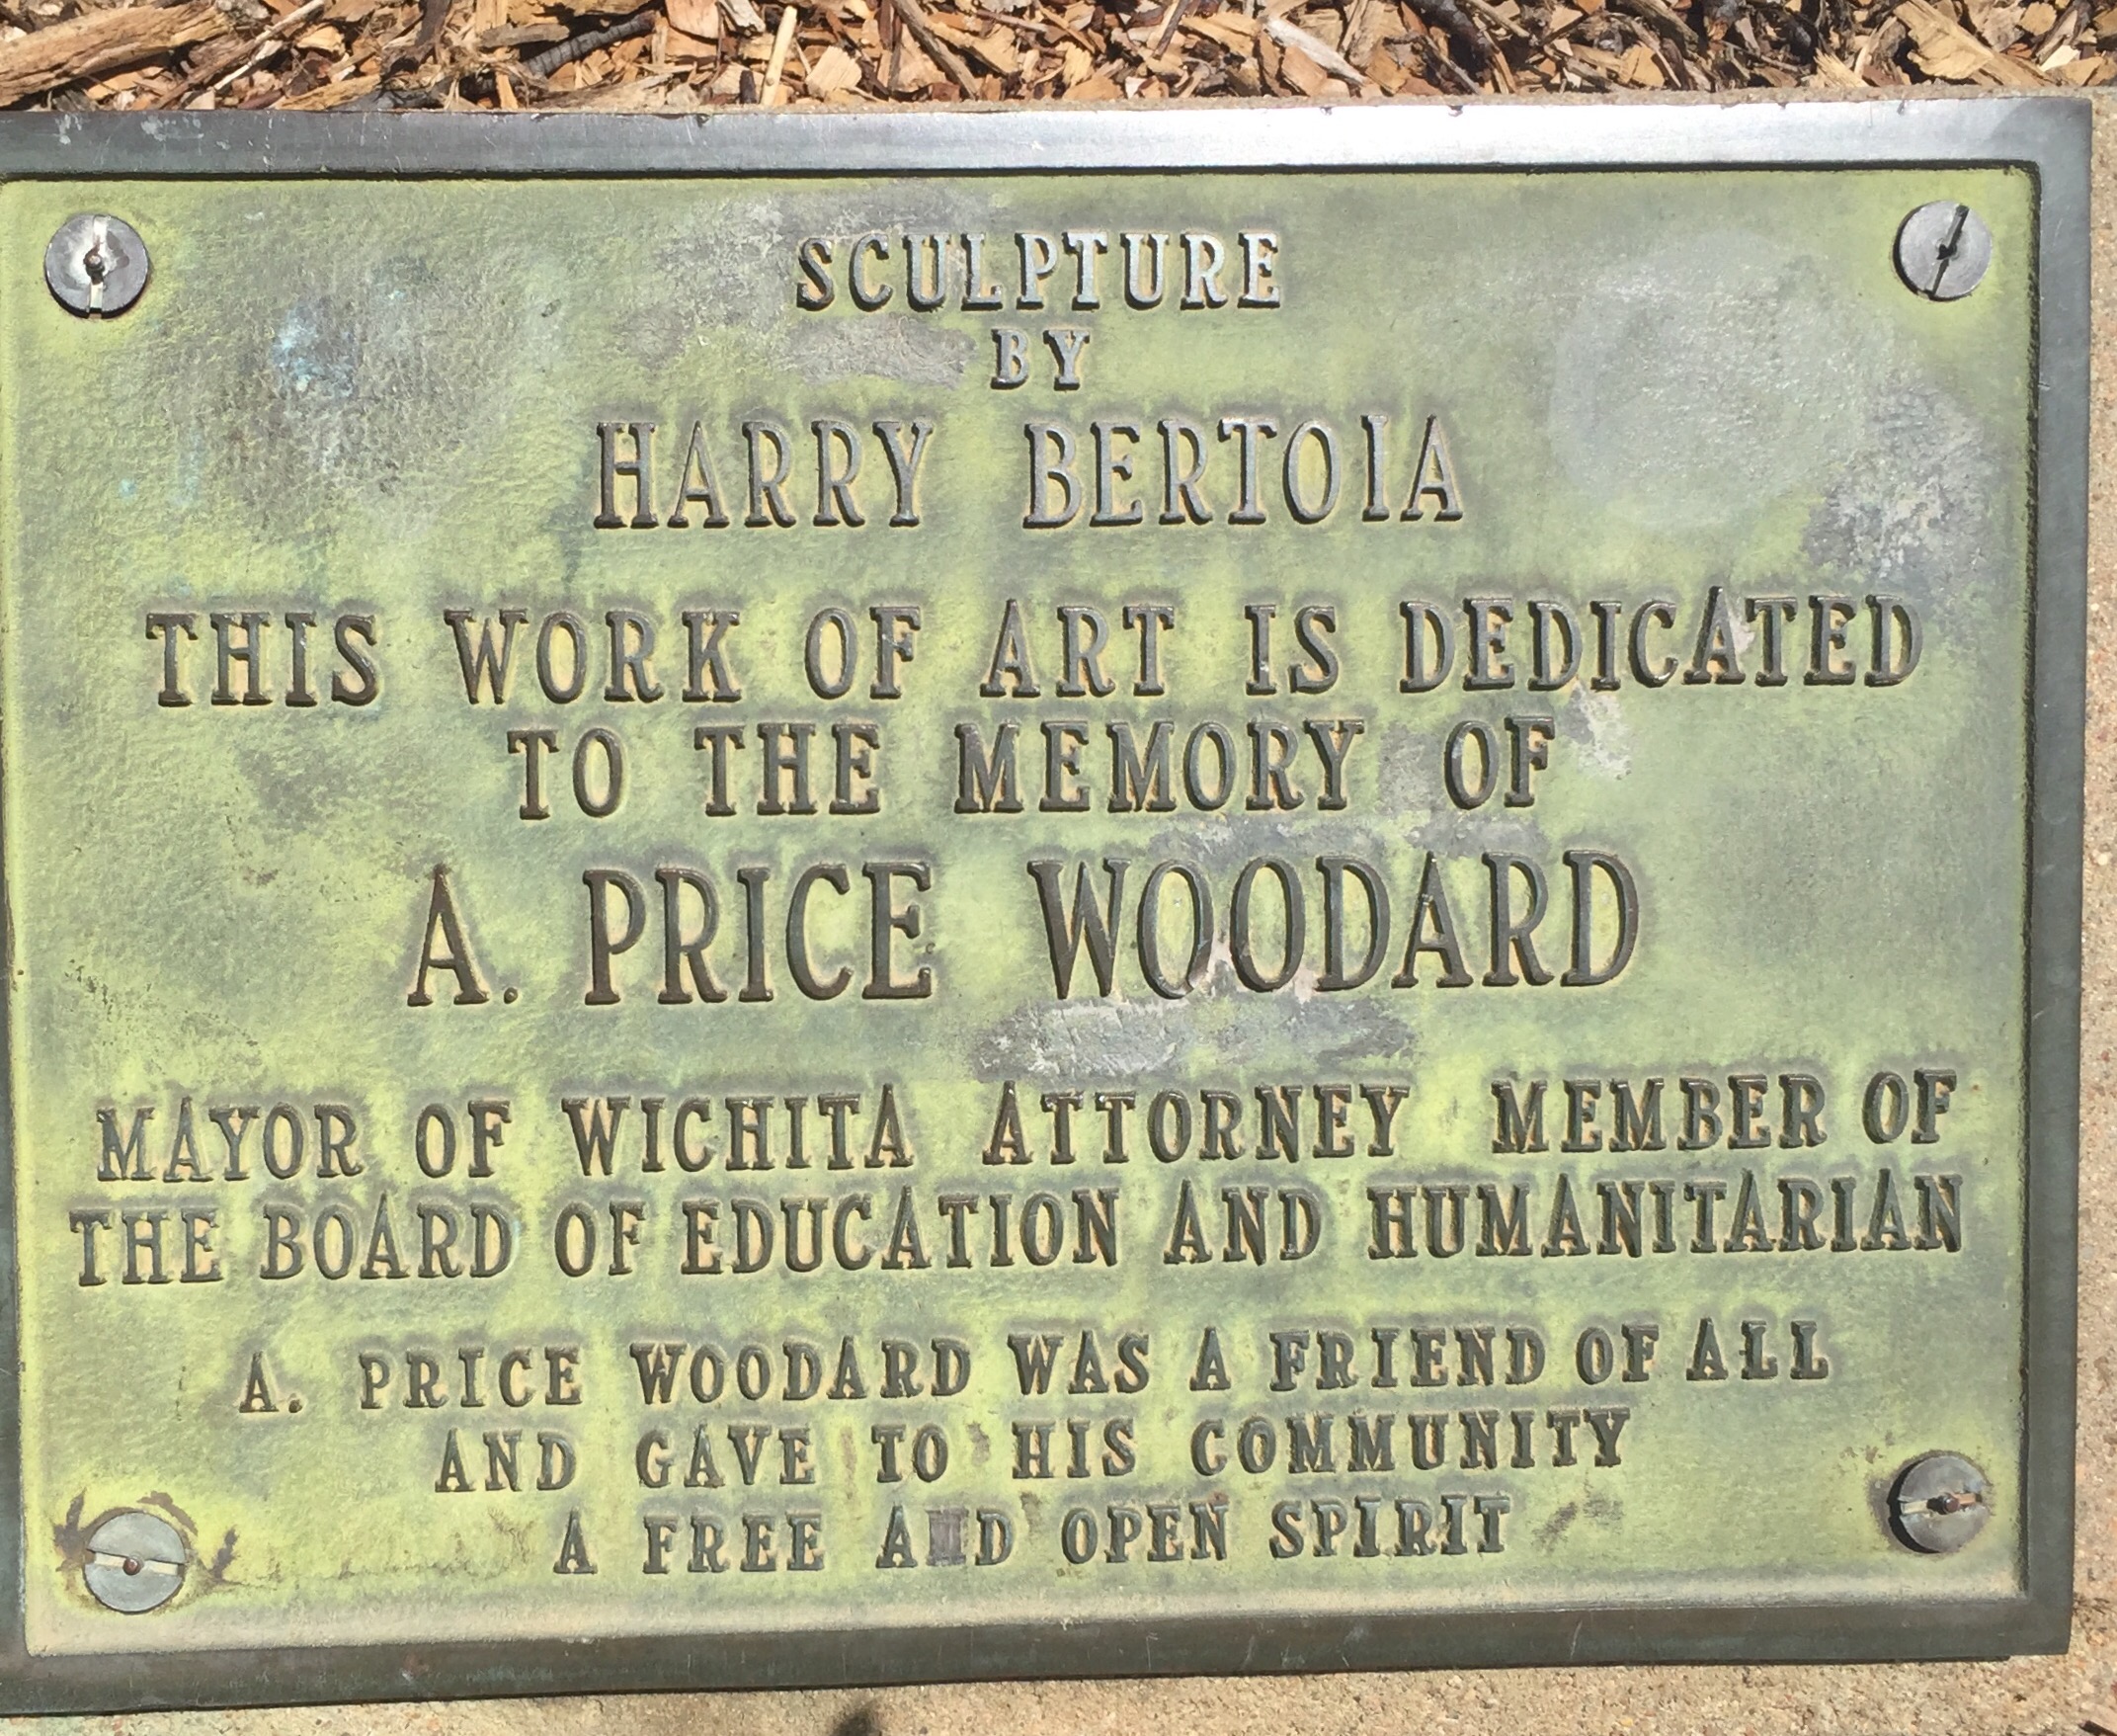 SCULPTURE
BY
HARRY BERTOIA
THIS WORK OF ART IS DEDICATED
TO THE MEMORY OF
A. PRICE WOODARD
MAYOR OF WICHITA ATTORNEY MEMBER OF
THE BOARD OF EDUCATION AND HUMANITARIAN
A. PRICE WOODARD WAS A FRIEND OF ALL
AND GAVE TO HIS COMMUNITY
A FREE AND OPEN SPIRIT